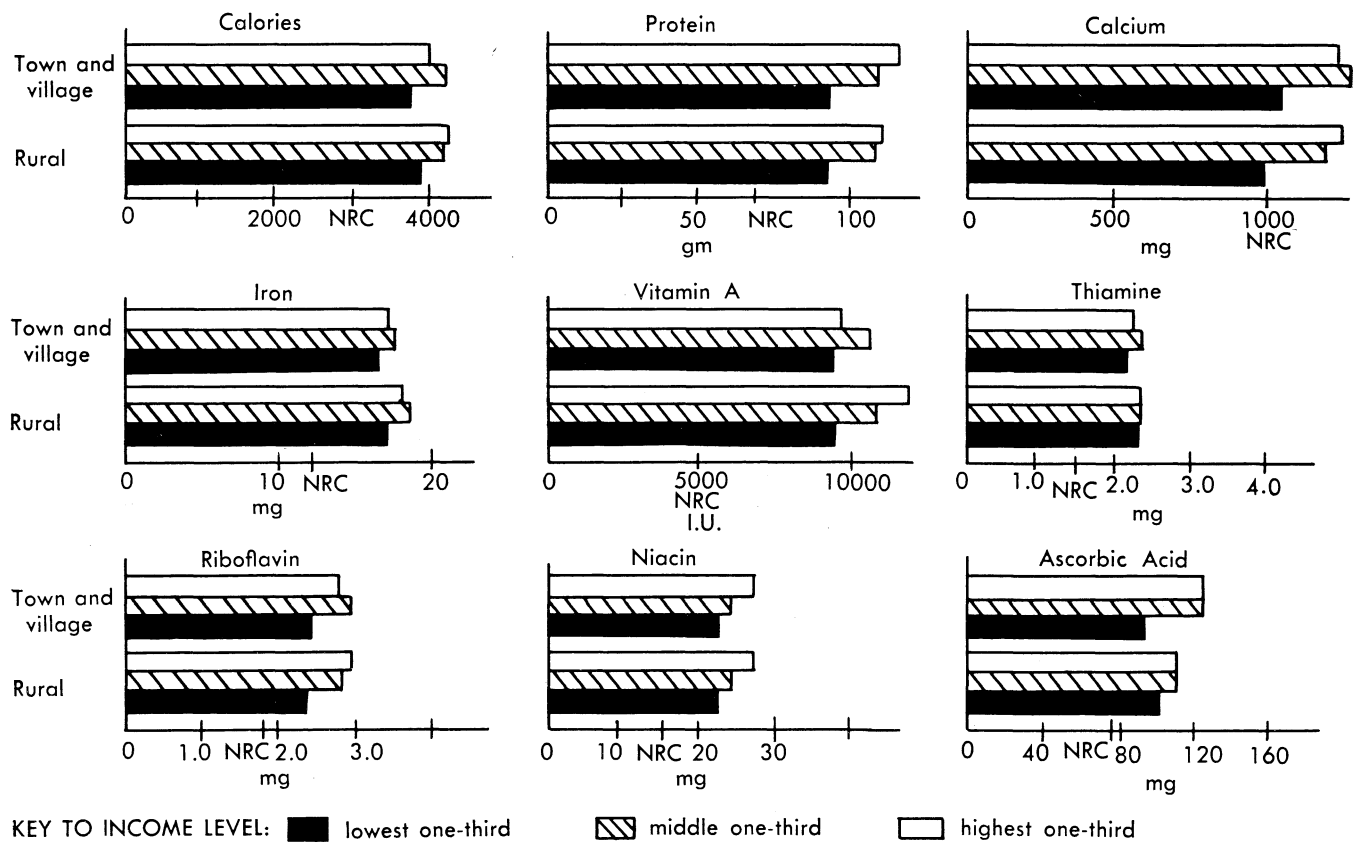 Calories
Town and
village
Rural
0 2000 NRC 4000
Protein
0 50 NRC 100
gm
Calcium
0 500 1000
mg NRC
Iron
Town and
village
Rural
0 10 NRC 20
mg
Vitamin A
0 5000 10000
NRC
I.U.
Thiamine
0 1.0 NRC 2.0 3.0 4.0
mg
Riboflavin
Town and
village
Rural
0 1.0 NRC 2.0 3.0
mg
Niacin
0 10 NRC 20 30
mg
Ascorbic Acid
0 40 NRC 80 120 160
mg
KEY TO INCOME LEVEL: lowest one-third middle one-third highest one-third